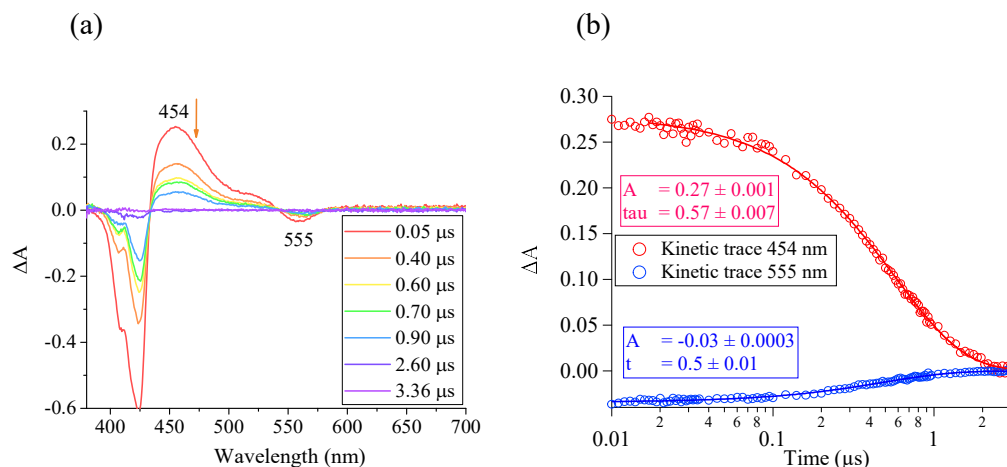 (a)
454
555
0.05 µs
0.40 µs
0.60 µs
0.70 µs
0.90 µs
2.60 µs
3.36 µs
0.2
0.0
-0.2
-0.4
-0.6
ΔA
400 450 500 550 600 650 700
Wavelength (nm)
(b)
0.30
0.25
0.20
0.15
0.10
0.05
0.00
ΔA
A = 0.27 ± 0.001
tau = 0.57 ± 0.007
Kinetic trace 454 nm
Kinetic trace 555 nm
A = -0.03 ± 0.0003
t = 0.5 ± 0.01
0.01 2 4 6 8 0.1 2 4 6 8 1 2
Time (µs)